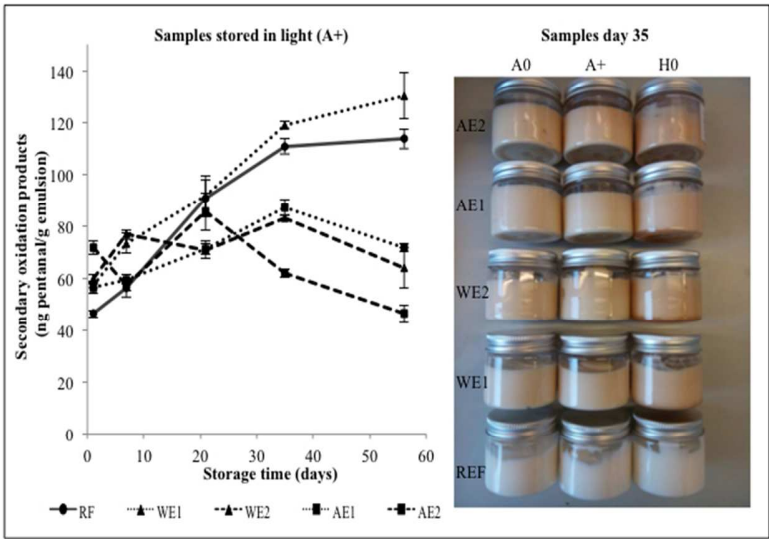 Samples stored in light (A+)
Secondary oxidation products
(ng pentanal/g emulsion)
140
120
100
80
60
40
20
0
0 10 20 30 40 50 60
Storage time (days)
RF WE1 WE2 AE1 AE2
Samples day 35
A0 A+ H0
AE2
AE1
WE2
WE1
REF